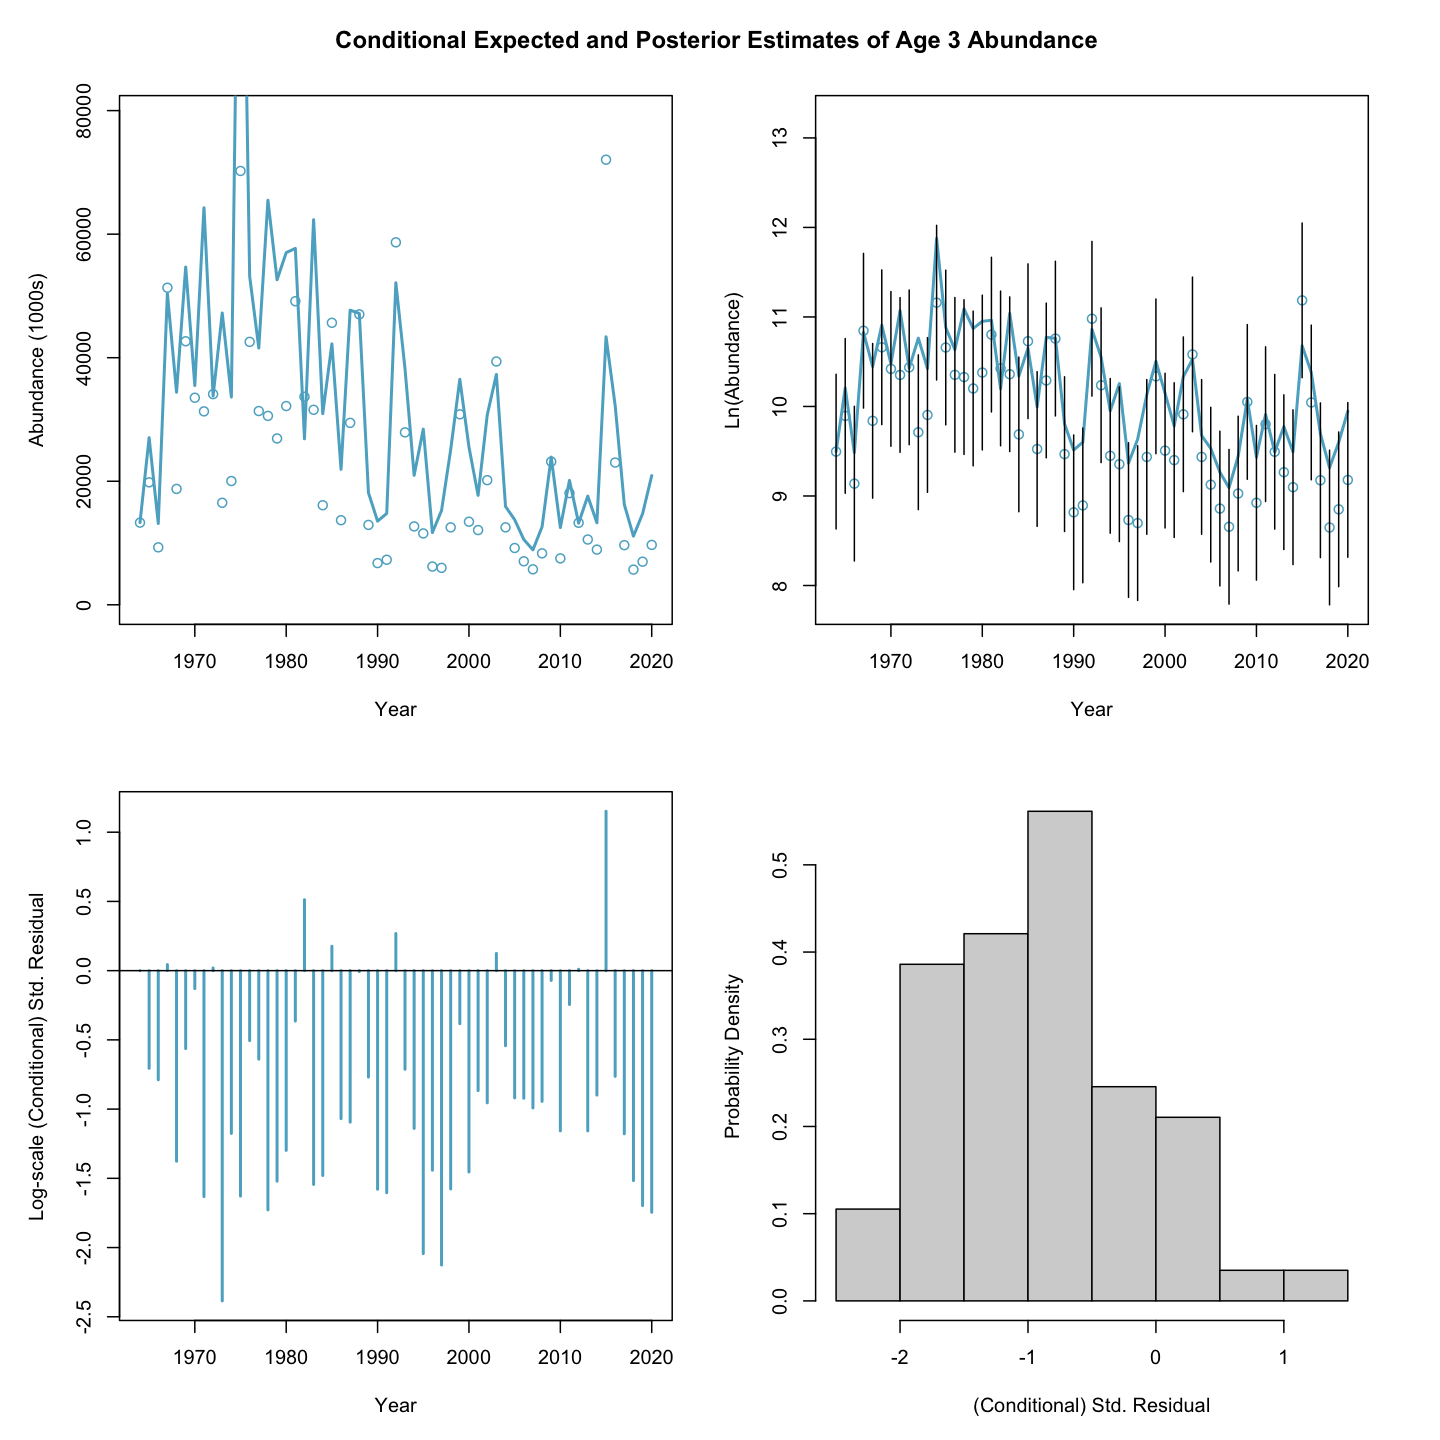 Conditional Expected and Posterior Estimates of Age 3 Abundance
Abundance (1000s)
80000
60000
40000
20000
0
1970 1980 1990 2000 2010 2020
Year
Ln(Abundance)
13
12
11
10
9
8
1970 1980 1990 2000 2010 2020
Year
Log-scale (Conditional) Std. Residual
1.0
0.5
0.0
-0.5
-1.0
-1.5
-2.0
-2.5
1970 1980 1990 2000 2010 2020
Year
Probability Density
0.5
0.4
0.3
0.2
0.1
0.0
-2 -1 0 1
(Conditional) Std. Residual